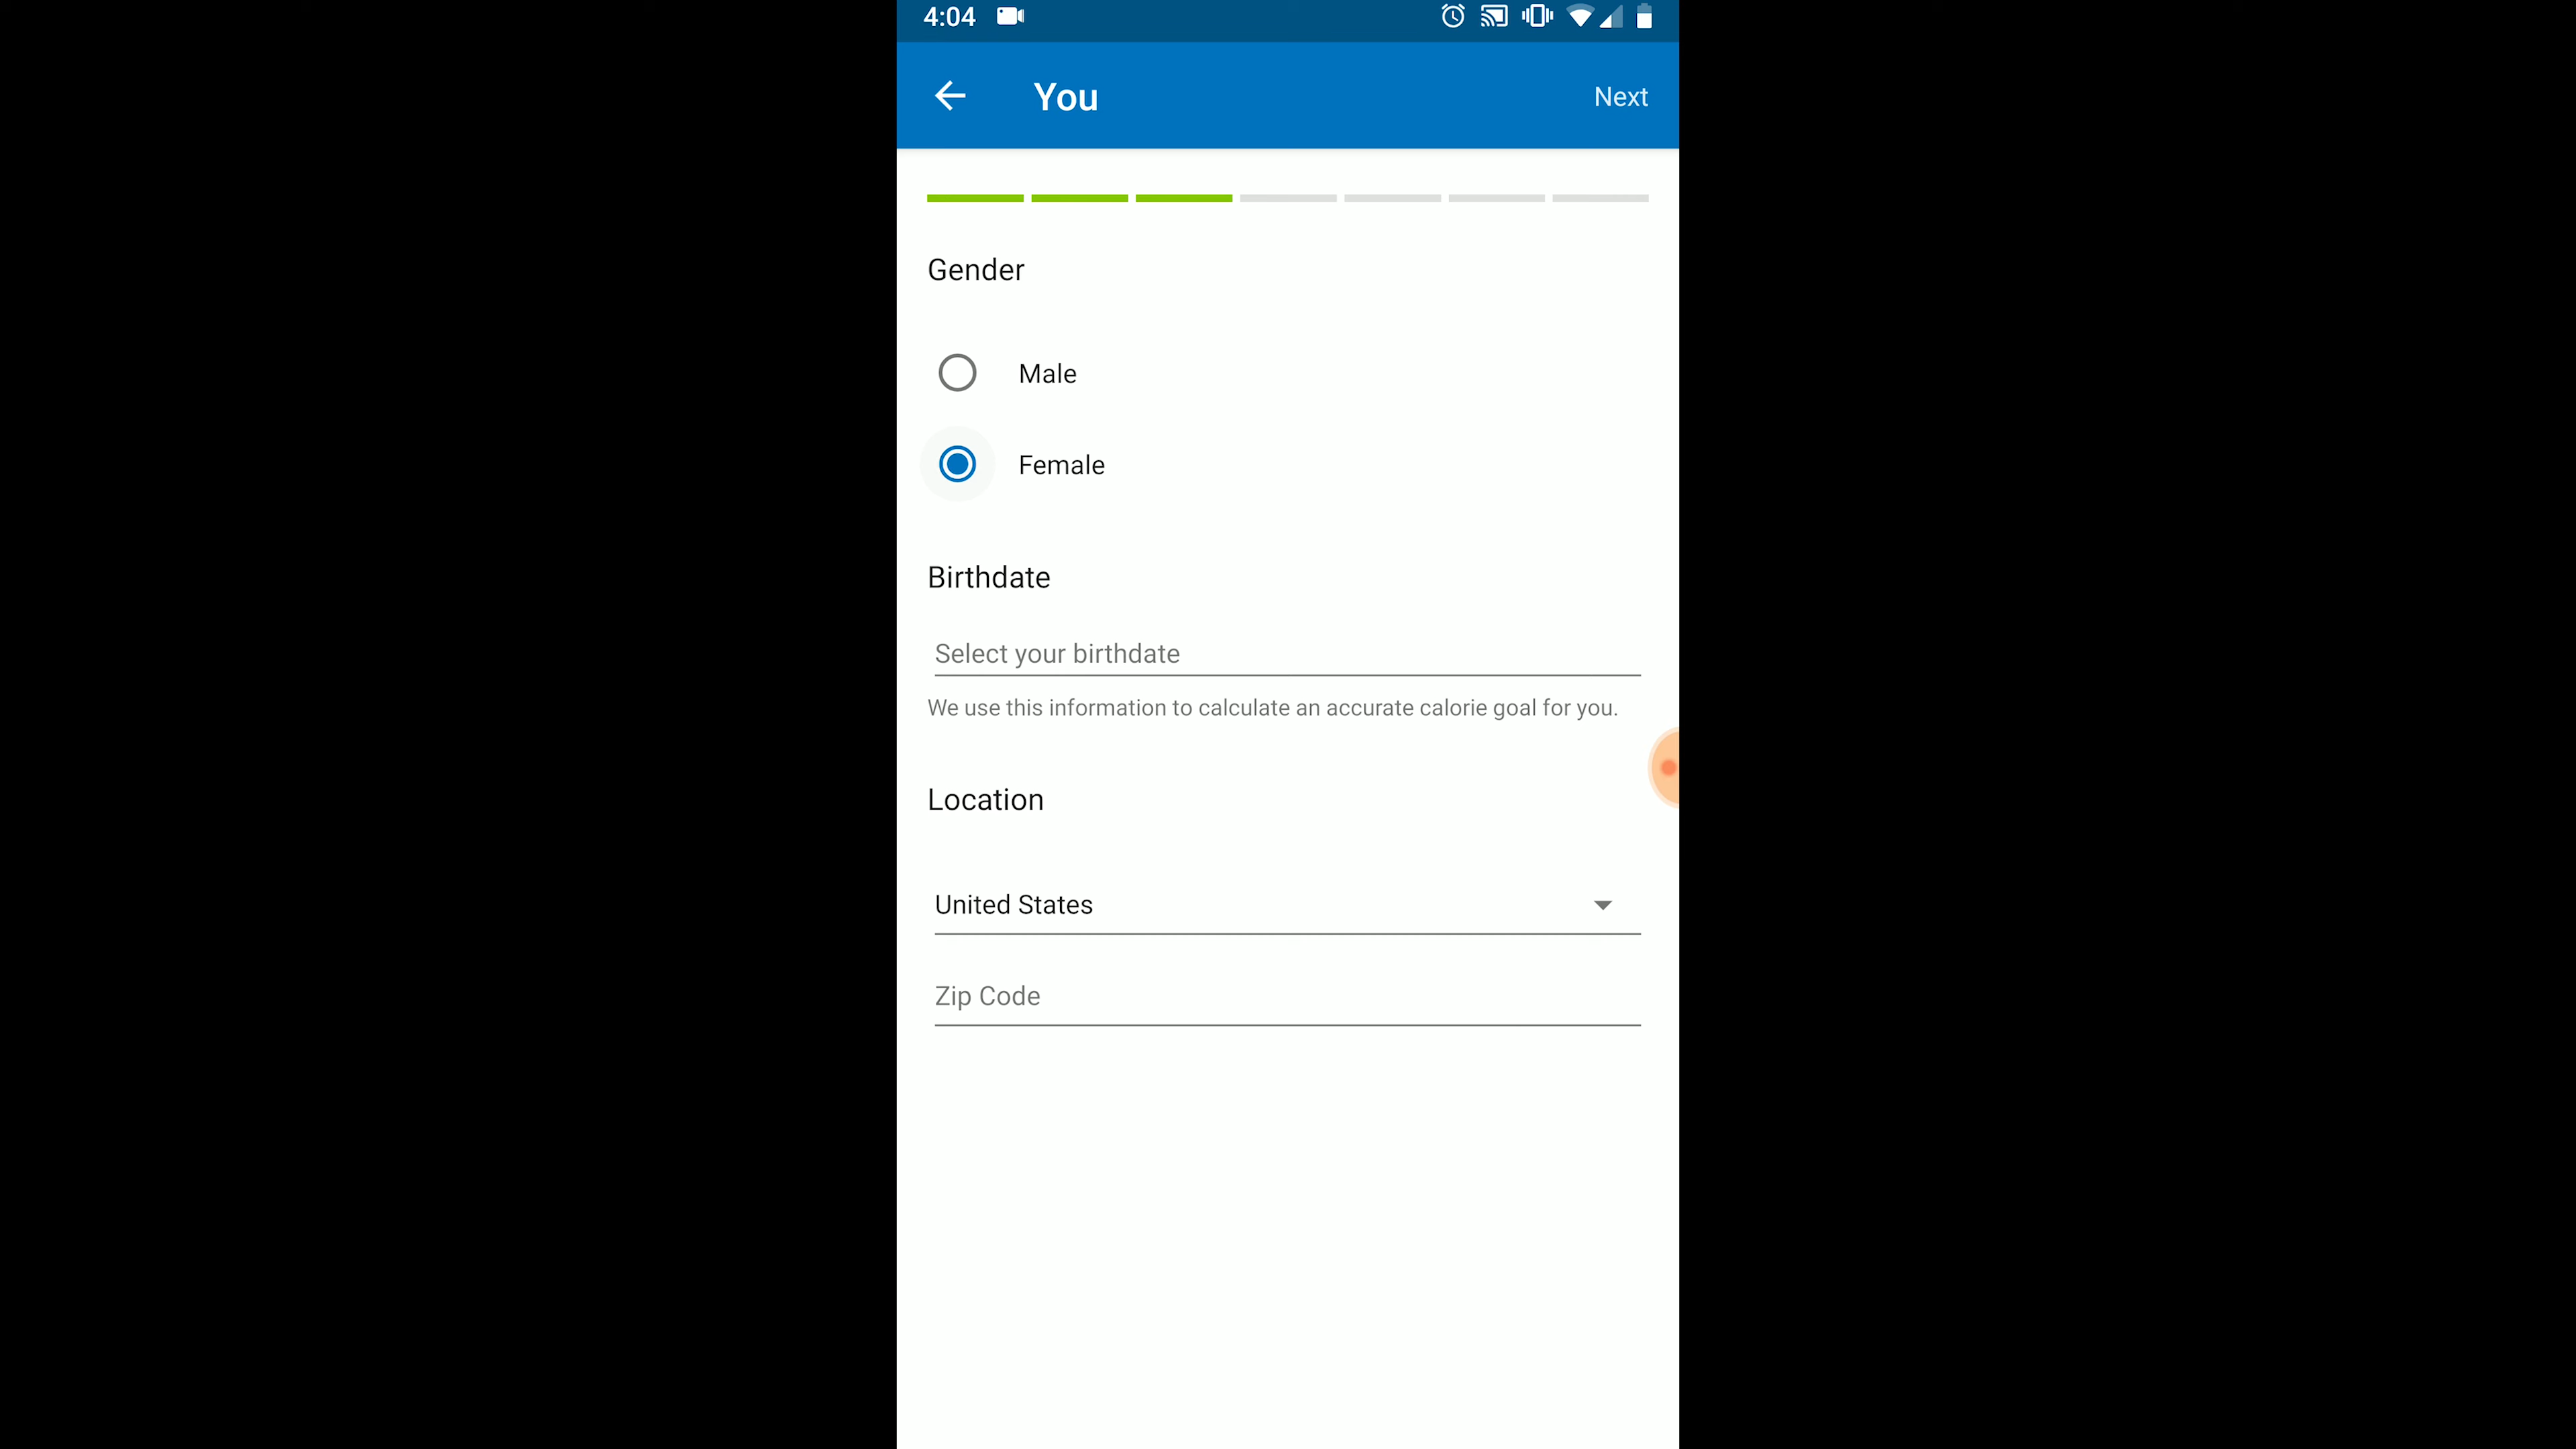 4:04
You
Next
Gender
Male
Female
Birthdate
Select your birthdate
We use this information to calculate an accurate calorie goal for you.
Location
United States
Zip Code